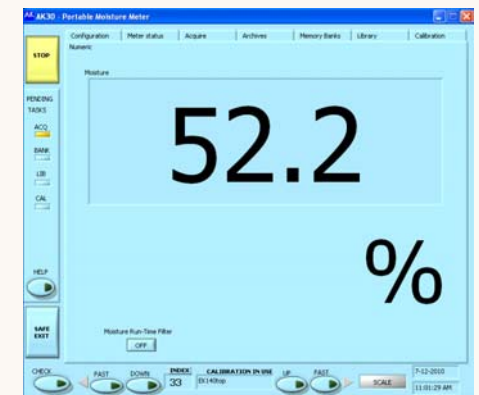 AK30 - Portable Moisture Meter
Configuration Meter status Acquire Archives Memory Banks Library Calibration
Numeric
STOP
Moisture
52.2
%
PENDING
TASKS
ACQ
BANK
LIB
CAL
HELP
SAFE
EXIT
Moisture Run-Time Filter
OFF
CHECK FAST DOWN INDEX CALIBRATION IN USE UP FAST SCALE 7-12-2010
33 EX140top 11:01:29 AM